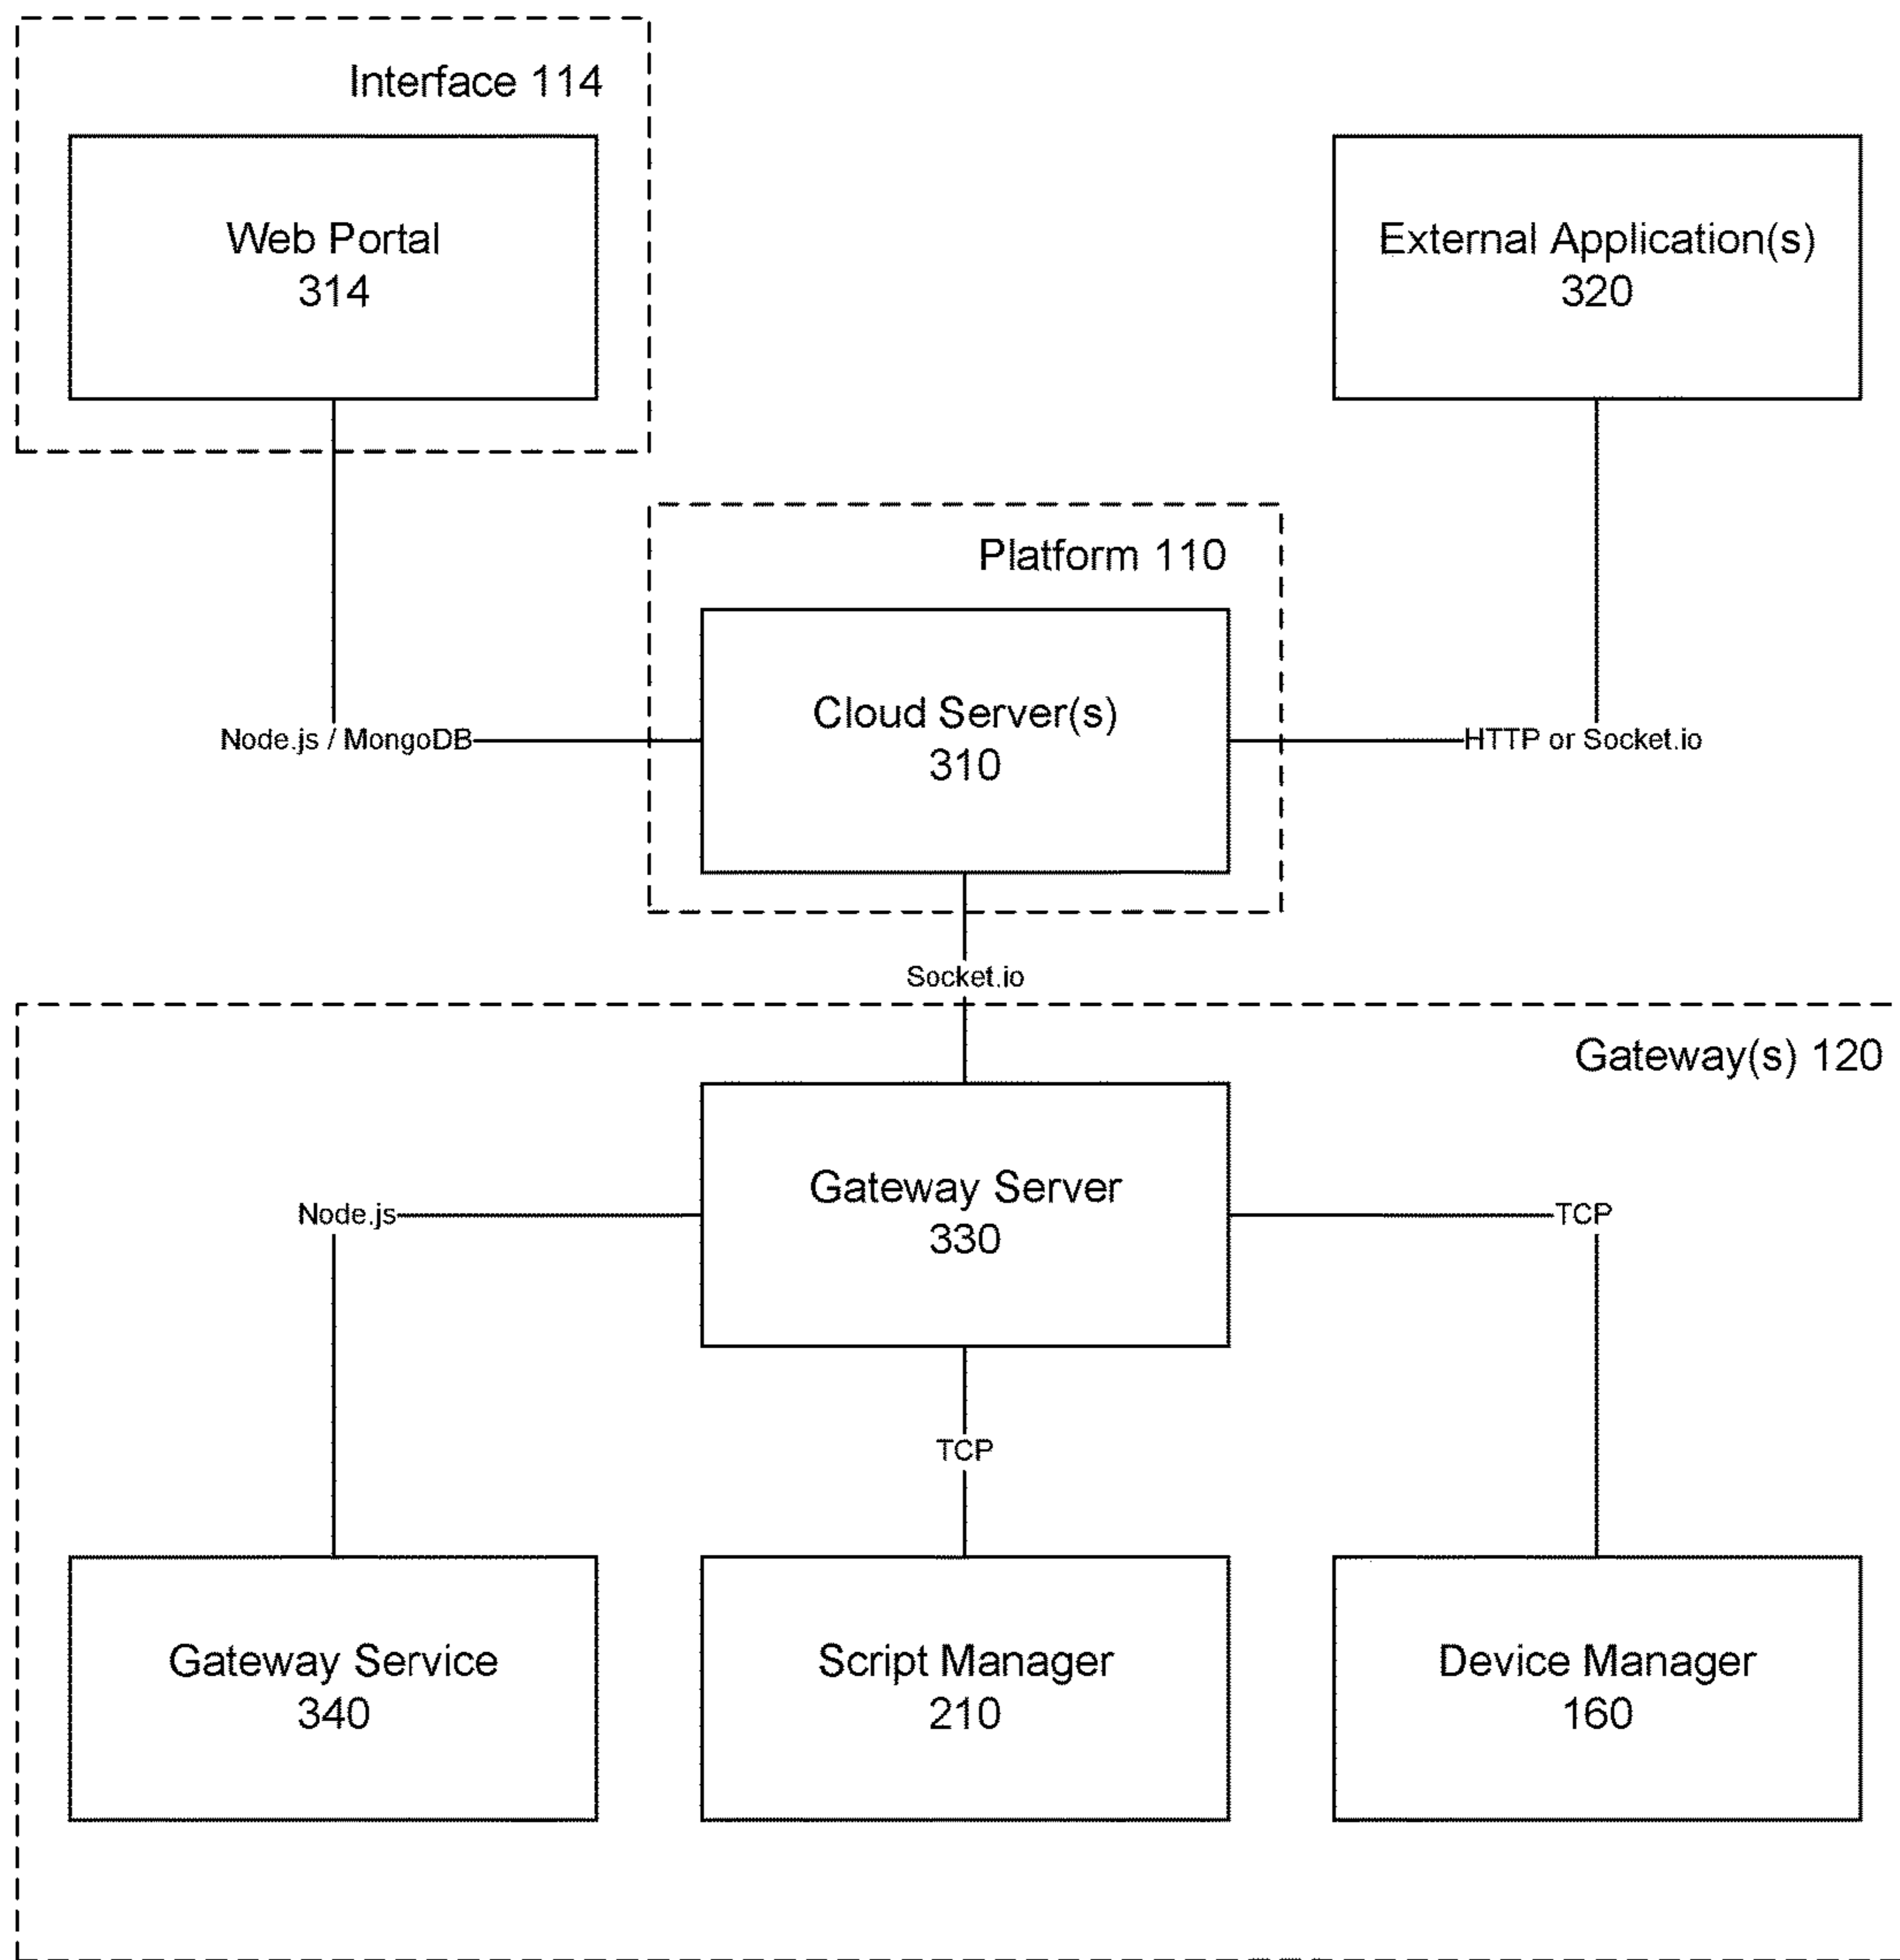 Interface 114
Web Portal
314
External Application(s)
320
Platform 110
Cloud Server(s)
310
Node.js / MongoDB
HTTP or Socket.io
Socket.io
Gateway(s) 120
Gateway Server
330
Node.js
TCP
TCP
Gateway Service
340
Script Manager
210
Device Manager
160